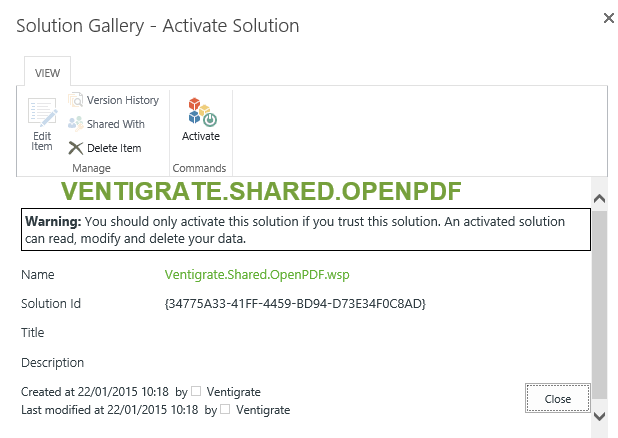 Solution Gallery - Activate Solution
VIEW
Edit
Item
Version History
Shared With
Delete Item
Manage
Activate
Commands
VENTIGRATE.SHARED.OPENPDF
Warning: You should only activate this solution if you trust this solution. An activated solution
can read, modify and delete your data.
Name Ventigrate.Shared.OpenPDF.wsp
Solution Id {34775A33-41FF-4459-BD94-D73E34F0C8AD}
Title
Description
Created at 22/01/2015 10:18 by Ventigrate
Last modified at 22/01/2015 10:18 by Ventigrate
Close